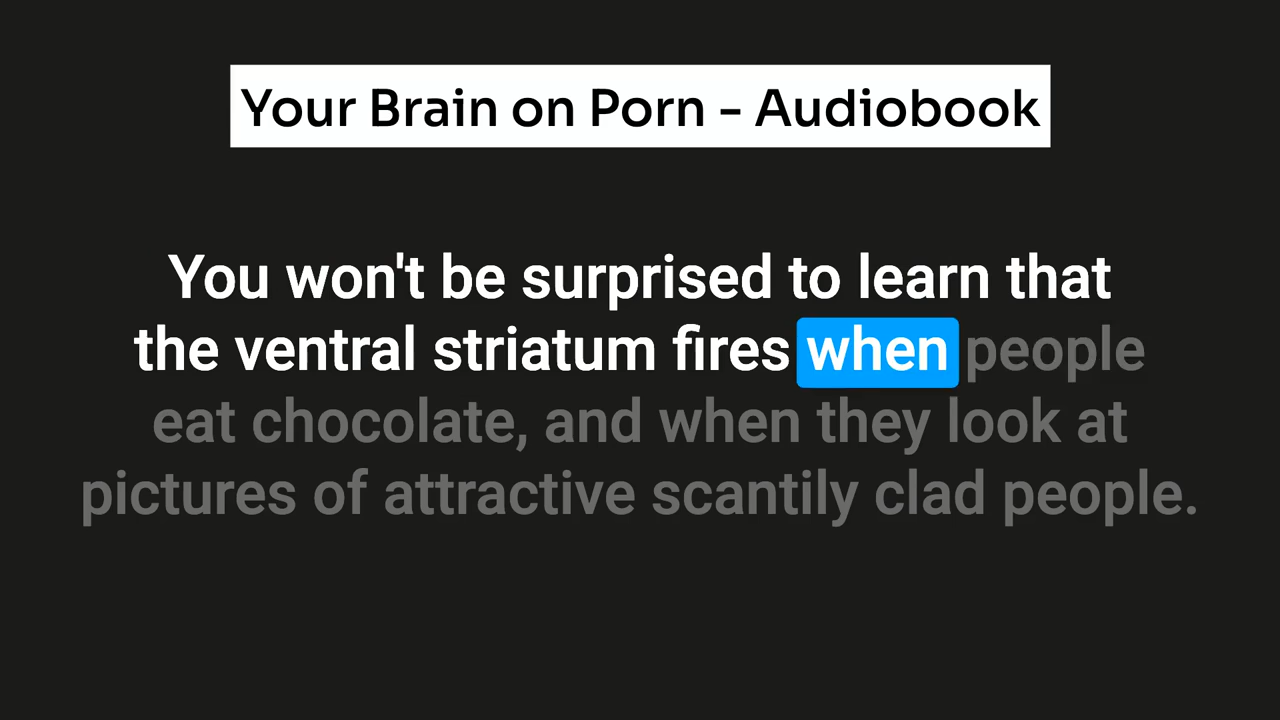 Your Brain on Porn - Audiobook
You won't be surprised to learn that
the ventral striatum fires when people
eat chocolate, and when they look at
pictures of attractive scantily clad people.